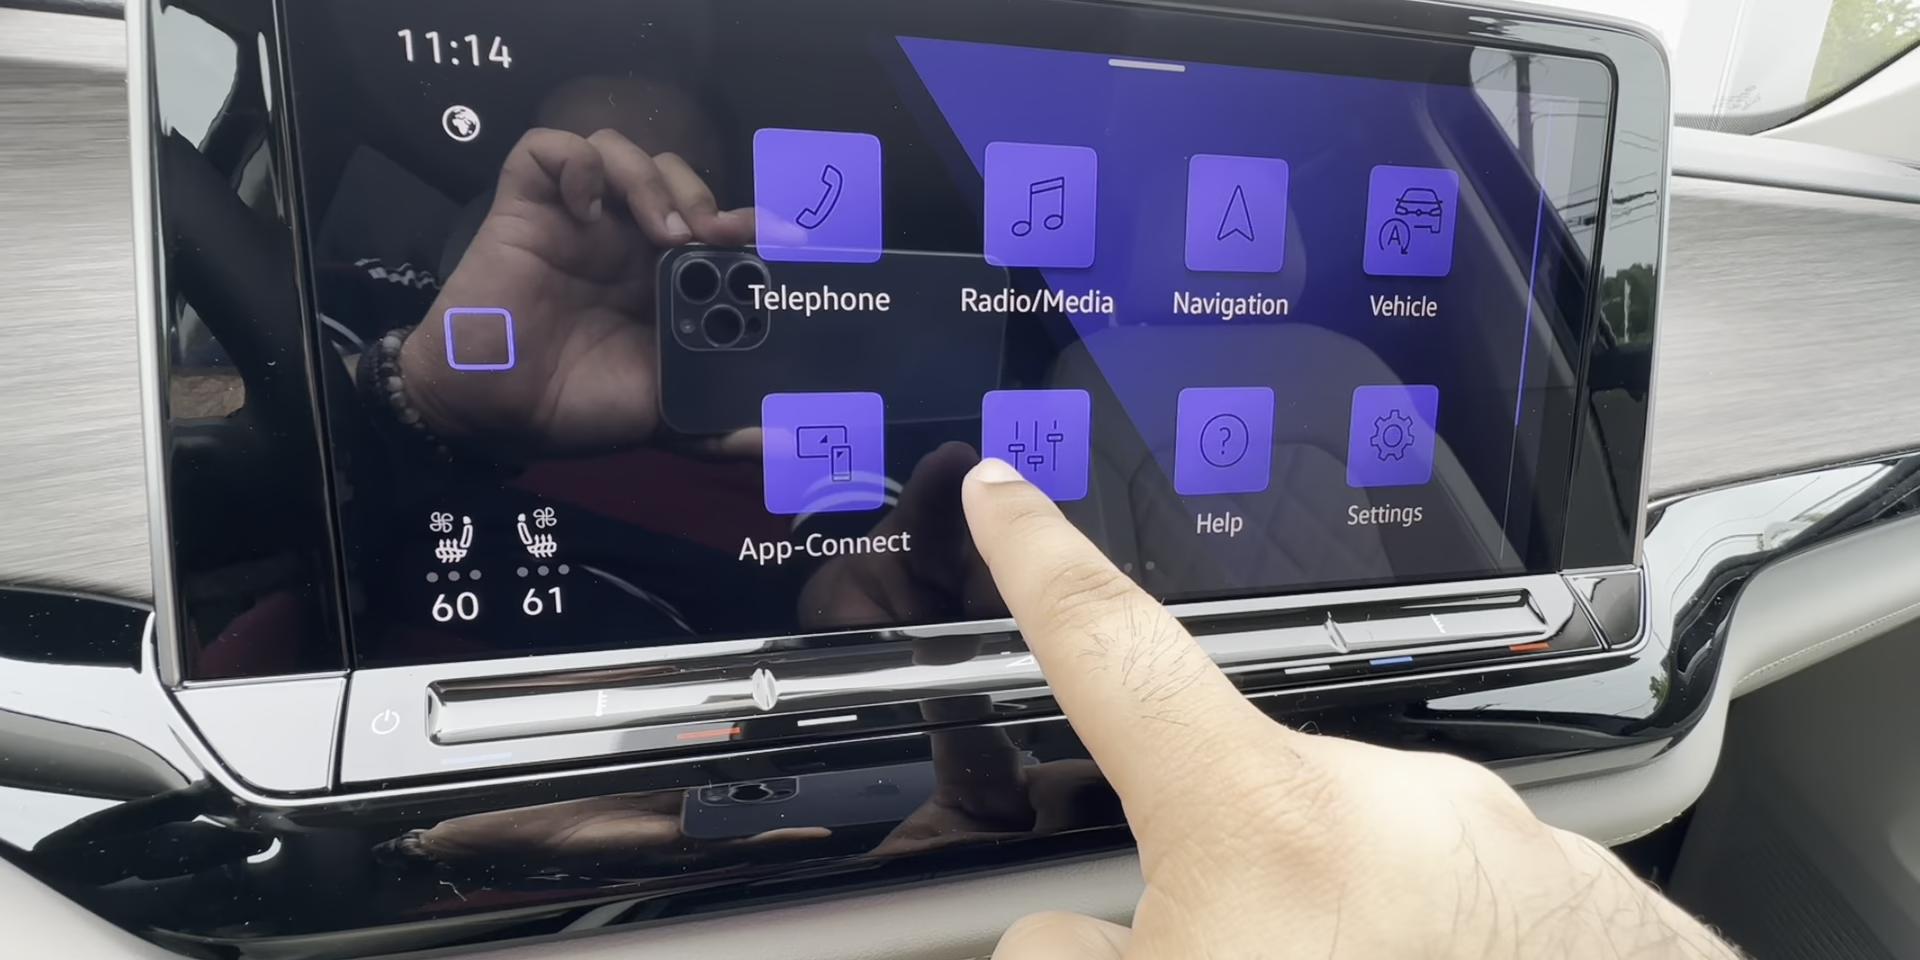 11:14
Telephone
Radio/Media
Navigation
Vehicle
A
?
App-Connect
Help
Settings
60
61